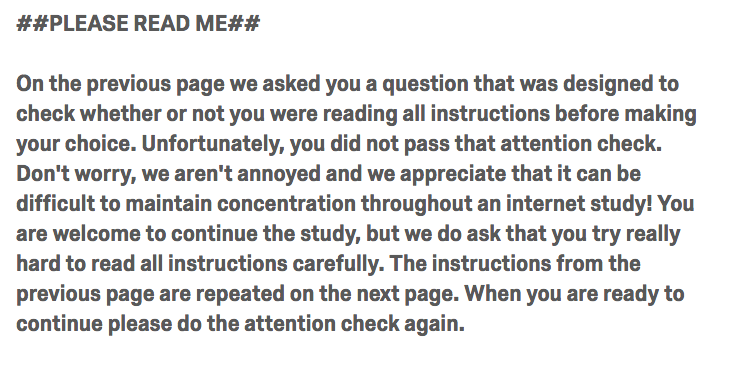 ##PLEASE READ ME##
On the previous page we asked you a question that was designed to
check whether or not you were reading all instructions before making
your choice. Unfortunately, you did not pass that attention check.
Don't worry, we aren't annoyed and we appreciate that it can be
difficult to maintain concentration throughout an internet study! You
are welcome to continue the study, but we do ask that you try really
hard to read all instructions carefully. The instructions from the
previous page are repeated on the next page. When you are ready to
continue please do the attention check again.